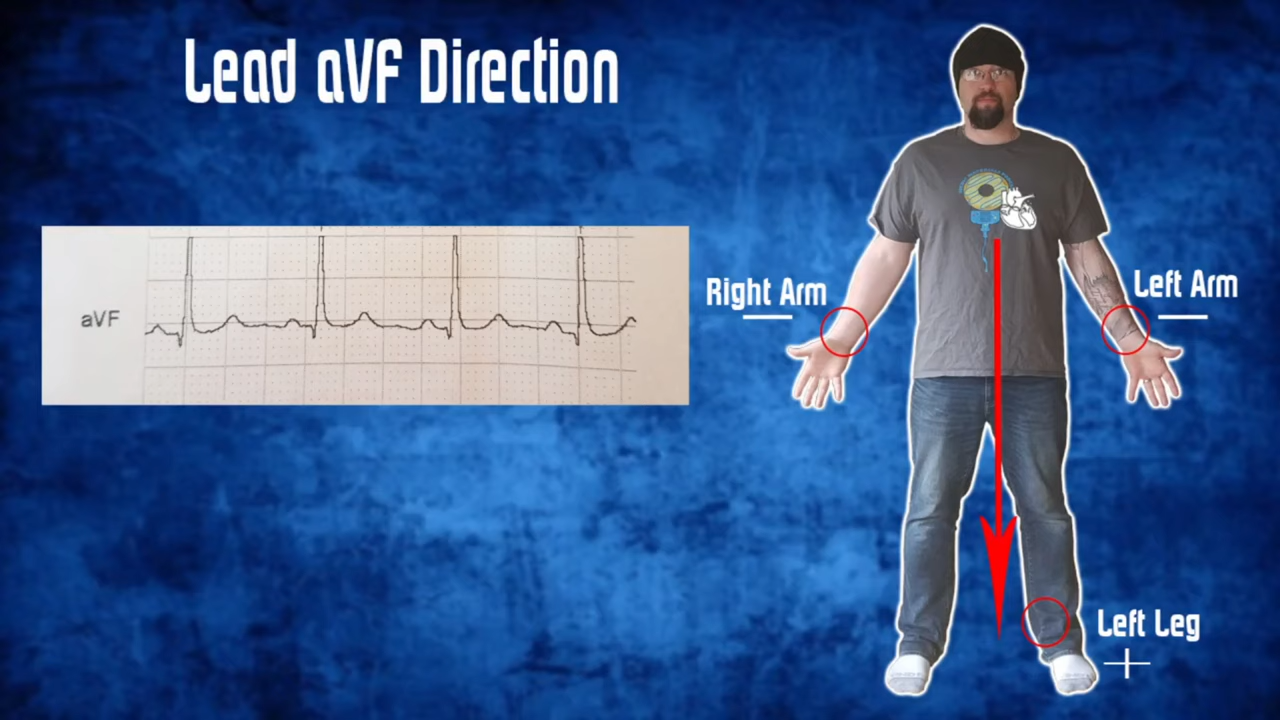 Lead aVF Direction
aVF
Right Arm
Left Arm
Left Leg